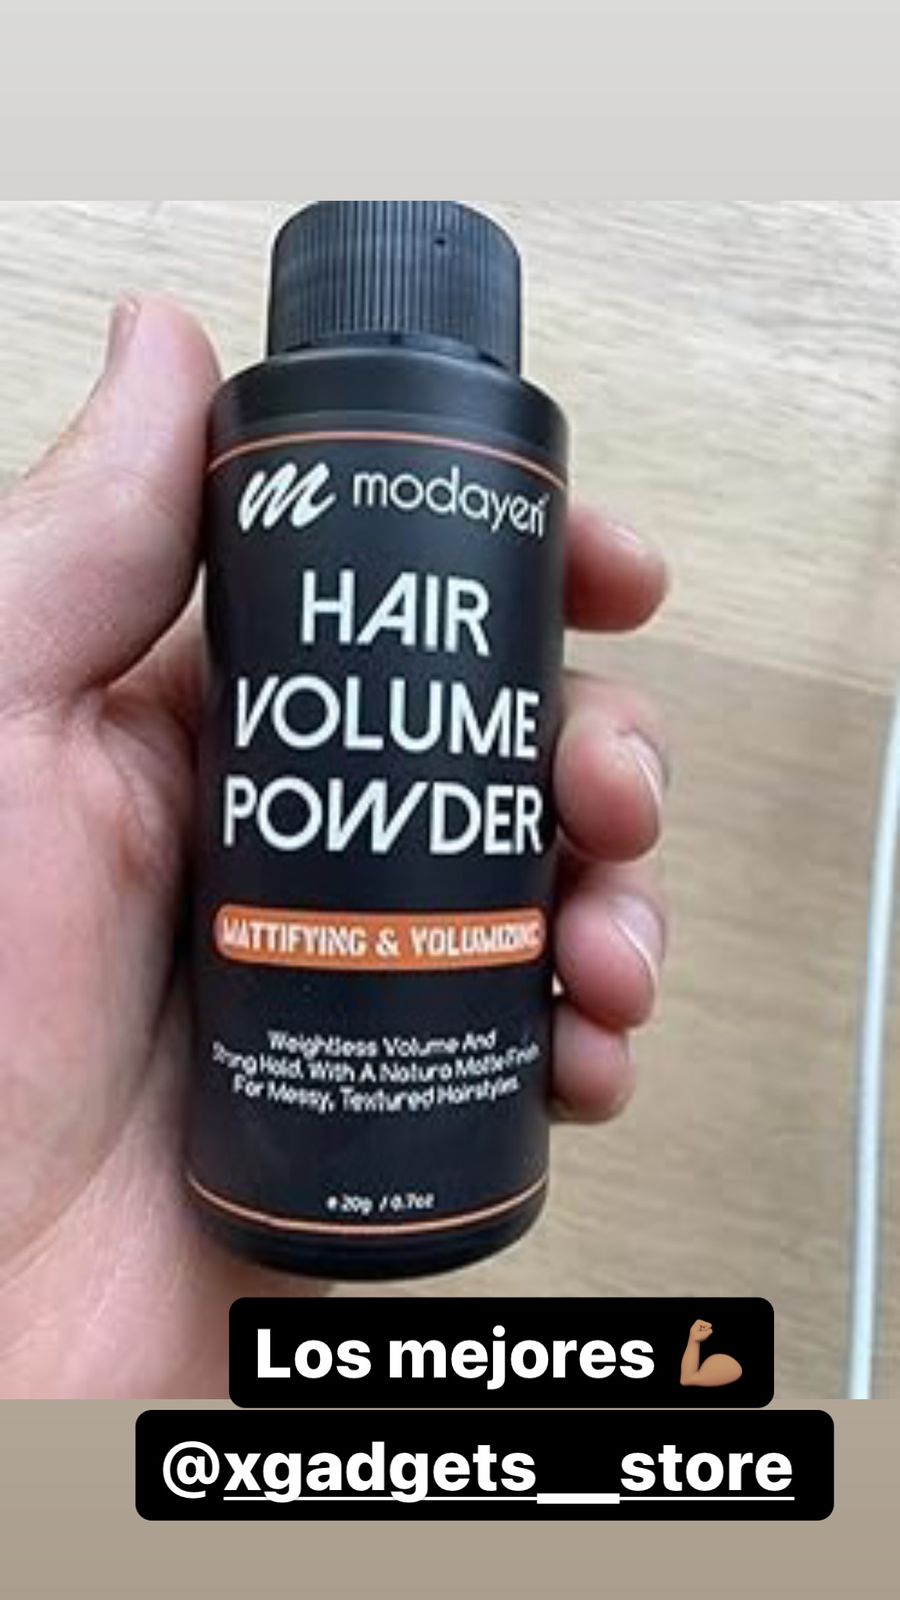 m modayen
HAIR
VOLUME
POWDER
MATTIFYING & VOLUMIZING
Weightless Volume And
Strong Hold, With A Natura Matte Finish
For Messy, Textured Hairstyles
e 20g / 0.7oz
Los mejores 💪🏽
@xgadgets__store